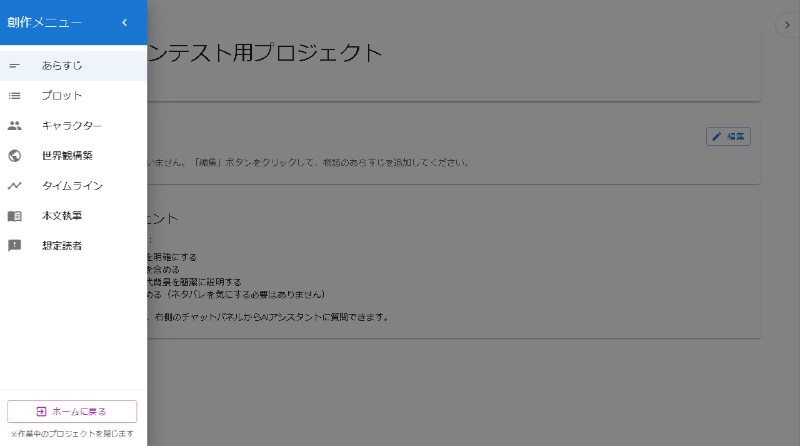 創作メニュー
あらすじ
プロット
キャラクター
世界観構築
タイムライン
本文執筆
想定読者
ホームに戻る
※作業中のプロジェクトを閉じます
ンテスト用プロジェクト
編集
いません。「編集」ボタンをクリックして、物語のあらすじを追加してください。
ント
:
を明確にする
を含める
代背景を簡潔に説明する
める（ネタバレを気にする必要はありません）
、右側のチャットパネルからAIアシスタントに質問できます。